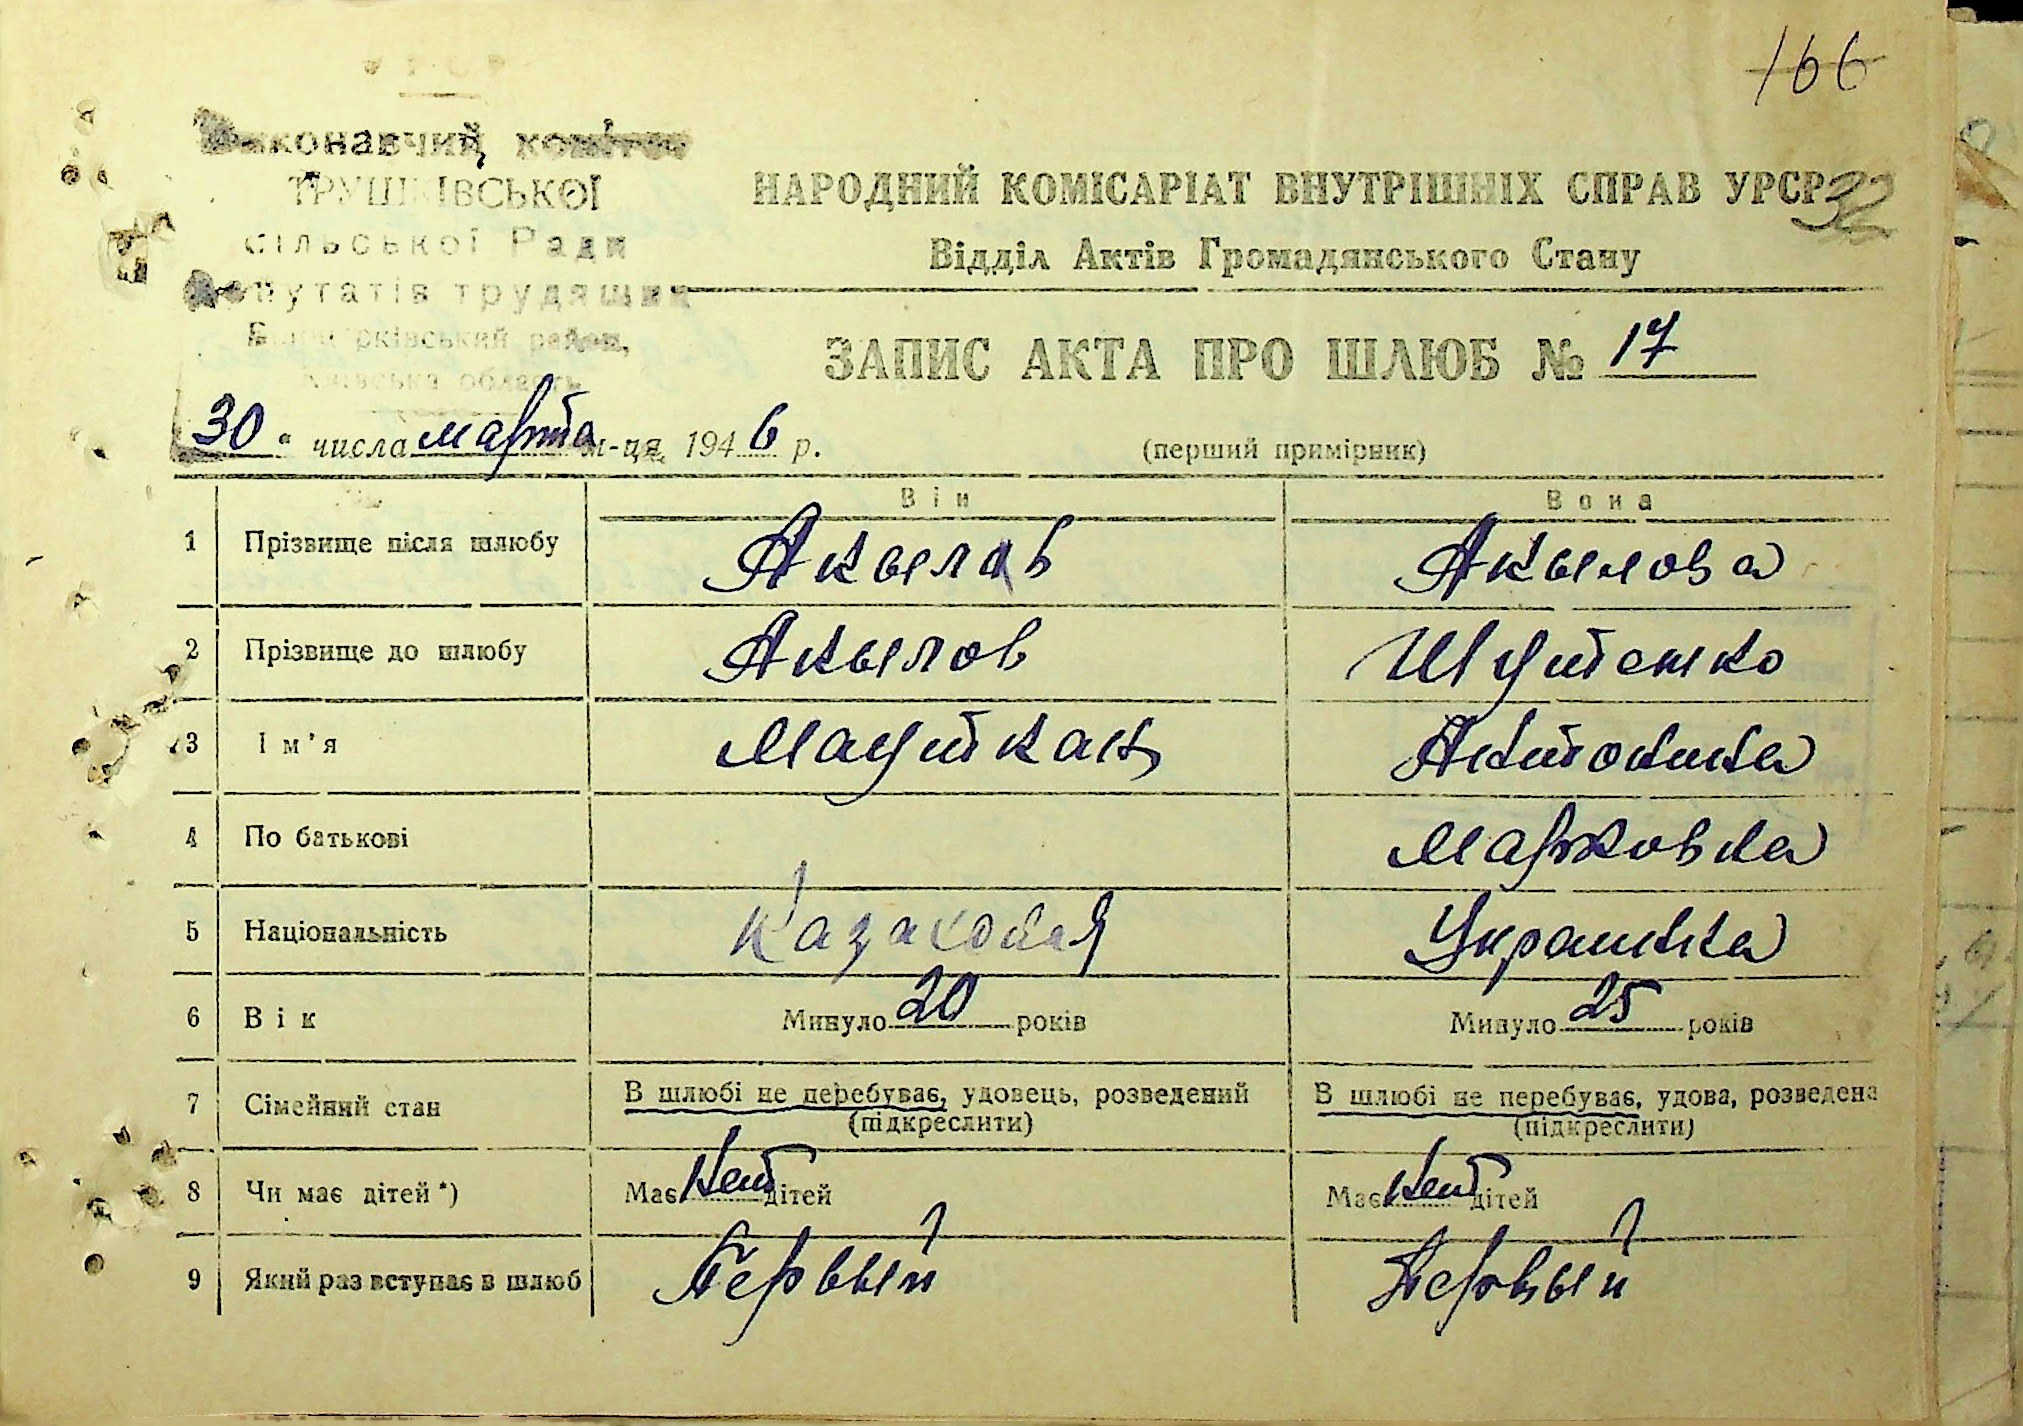 166
УРСР
Виконавчий комітет
ТРУШКІВСЬКОЇ
сільської Ради
депутатів трудящих
Білоцерківський район,
Київська область
НАРОДНИЙ КОМІСАРІАТ ВНУТРІШНІХ СПРАВ УРСР
32
Відділ Актів Громадянського Стану
ЗАПИС АКТА ПРО ШЛЮБ № 17
30 " числа марта м-ця 1946 р.
(перший примірник)
Він Вона
1 Прізвище після шлюбу Акылов Акылова
2 Прізвище до шлюбу Акылов Шуитенко
3 Ім'я Мауиткан Антонина
4 По батькові Марковна
5 Національність Казахская Украинка
6 Вік Минуло 20 років Минуло 25 років
7 Сімейний стан В шлюбі не перебуває, удовець, розведений В шлюбі не перебуває, удова, розведена
(підкреслити) (підкреслити)
8 Чи має дітей *) Має нет дітей Має нет дітей
9 Який раз вступає в шлюб Первый Первый